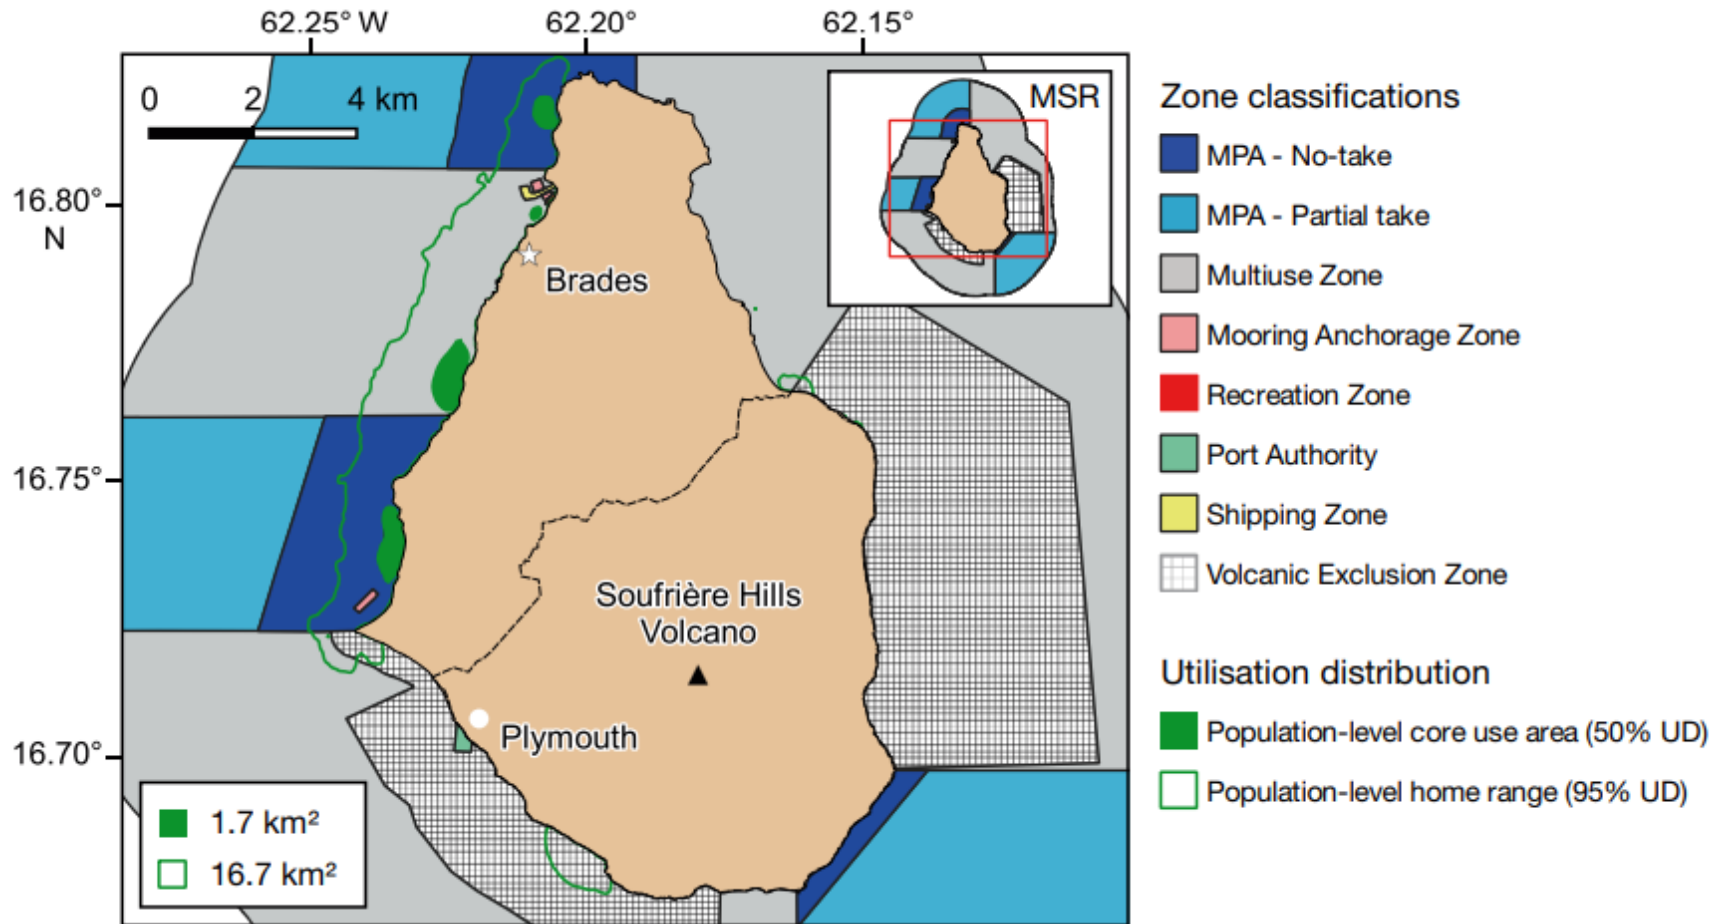 62.25° W
62.20°
62.15°
0 2 4 km
MSR
16.80°
N
Brades
16.75°
Soufrière Hills
Volcano
Plymouth
16.70°
1.7 km²
16.7 km²
Zone classifications
MPA - No-take
MPA - Partial take
Multiuse Zone
Mooring Anchorage Zone
Recreation Zone
Port Authority
Shipping Zone
Volcanic Exclusion Zone
Utilisation distribution
Population-level core use area (50% UD)
Population-level home range (95% UD)